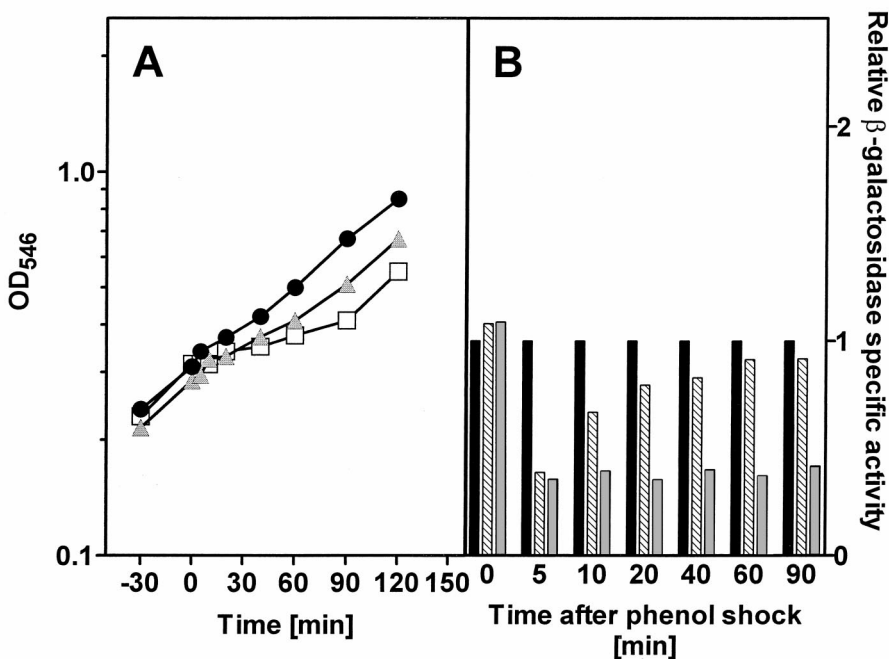 A
B
OD546
1.0
0.1
-30 0 30 60 90 120 150
Time [min]
0 5 10 20 40 60 90
Time after phenol shock
[min]
2
1
0
Relative β-galactosidase specific activity